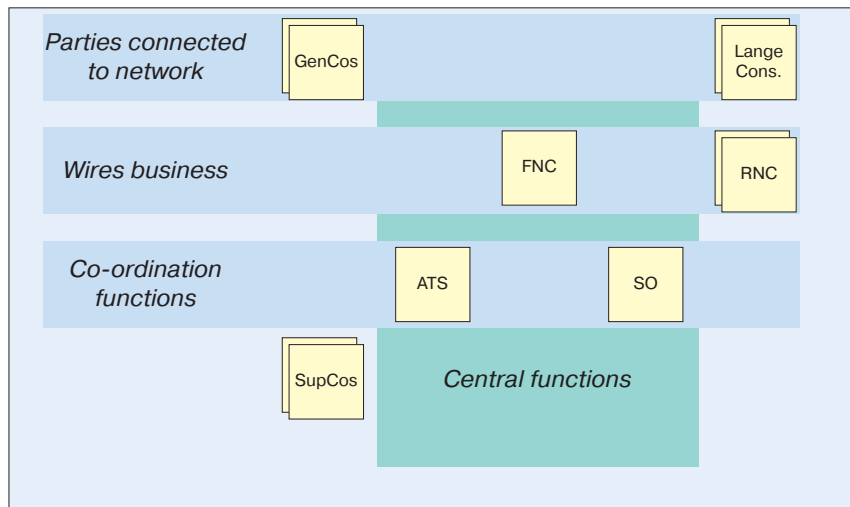 Parties connected
to network
GenCos
Lange
Cons.
Wires business
FNC
RNC
Co-ordination
functions
ATS
SO
SupCos
Central functions